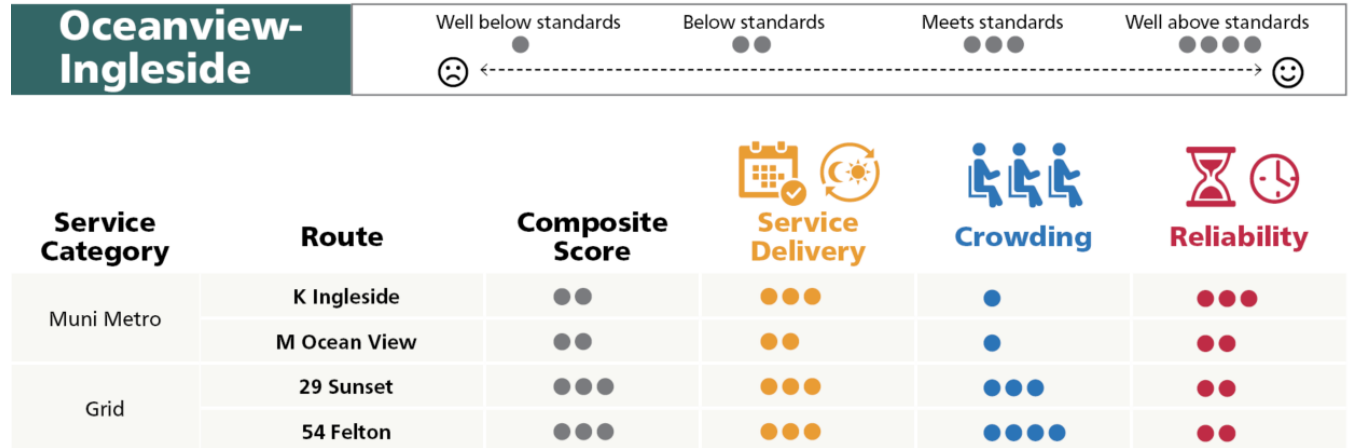 Oceanview-
Ingleside
Well below standards
Below standards
Meets standards
Well above standards
Service
Category
Route
Composite
Score
Service
Delivery
Crowding
Reliability
Muni Metro
K Ingleside
M Ocean View
Grid
29 Sunset
54 Felton